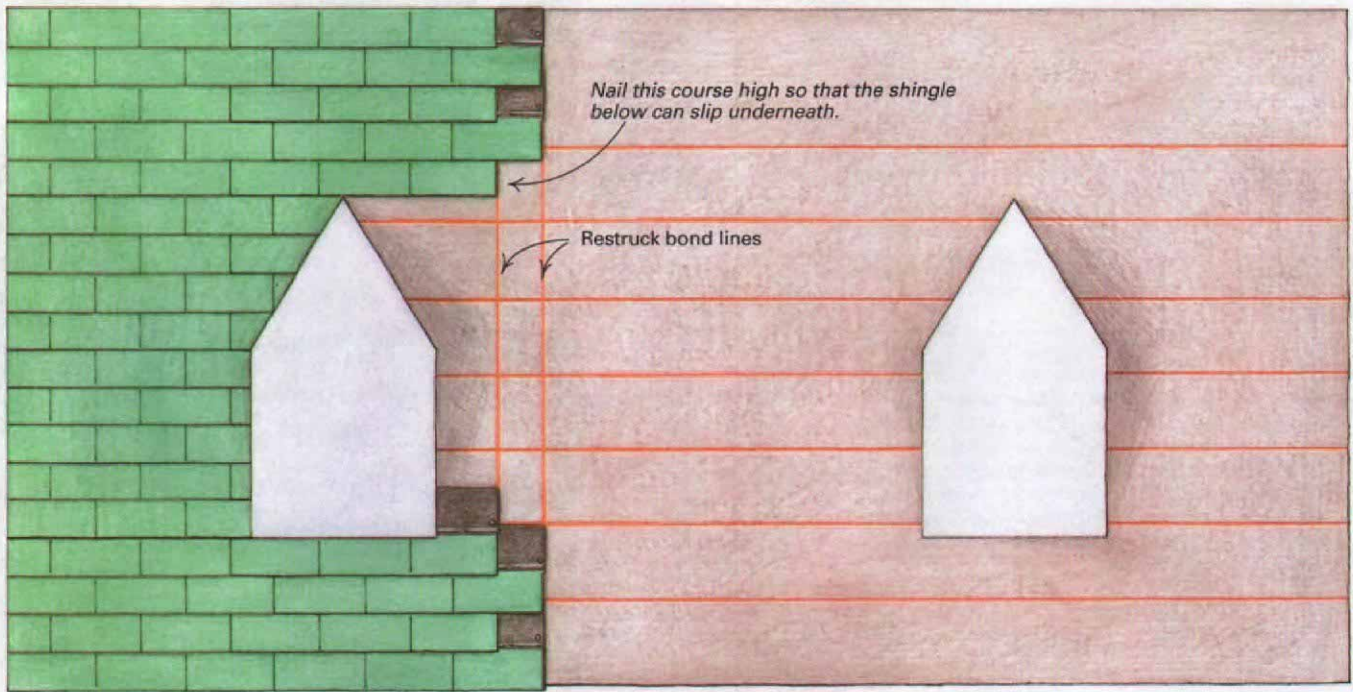 Nail this course high so that the shingle
below can slip underneath.
Restruck bond lines